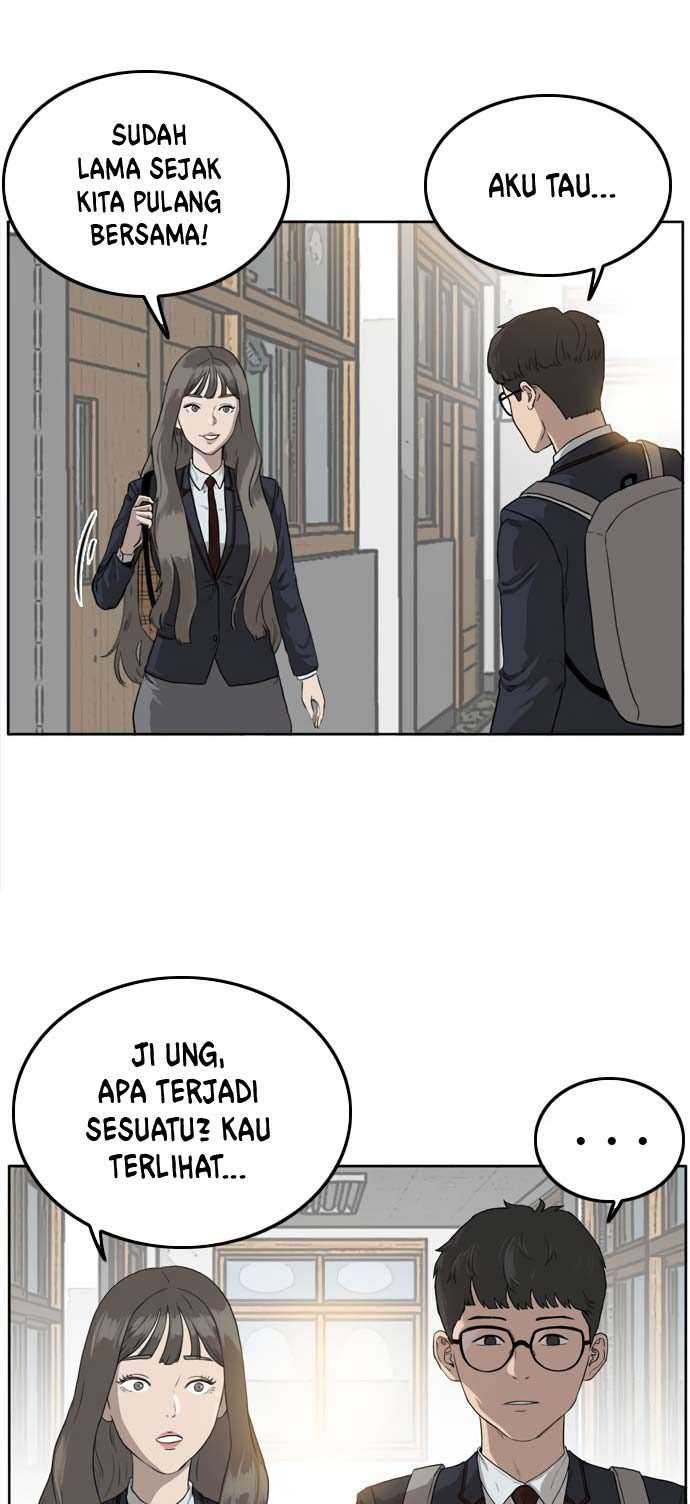 SUDAH
LAMA SEJAK
KITA PULANG
BERSAMA!
AKU TAU...
JI UNG,
APA TERJADI
SESUATU? KAU
TERLIHAT...
...